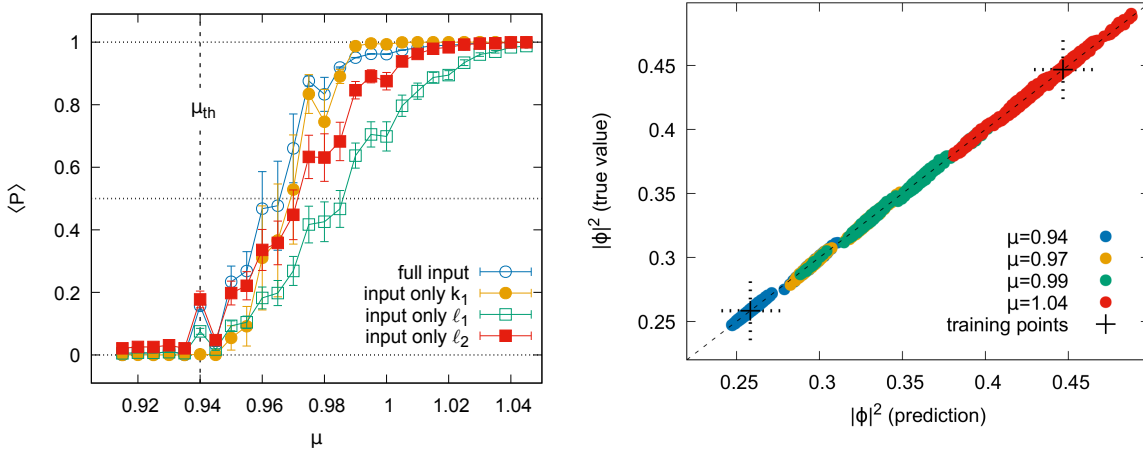 1
0.8
0.6
0.4
0.2
0
⟨P⟩
μth
full input
input only k1
input only ℓ1
input only ℓ2
0.92 0.94 0.96 0.98 1 1.02 1.04
μ
0.45
0.4
0.35
0.3
0.25
|ϕ|² (true value)
μ=0.94
μ=0.97
μ=0.99
μ=1.04
training points
0.25 0.3 0.35 0.4 0.45
|ϕ|² (prediction)